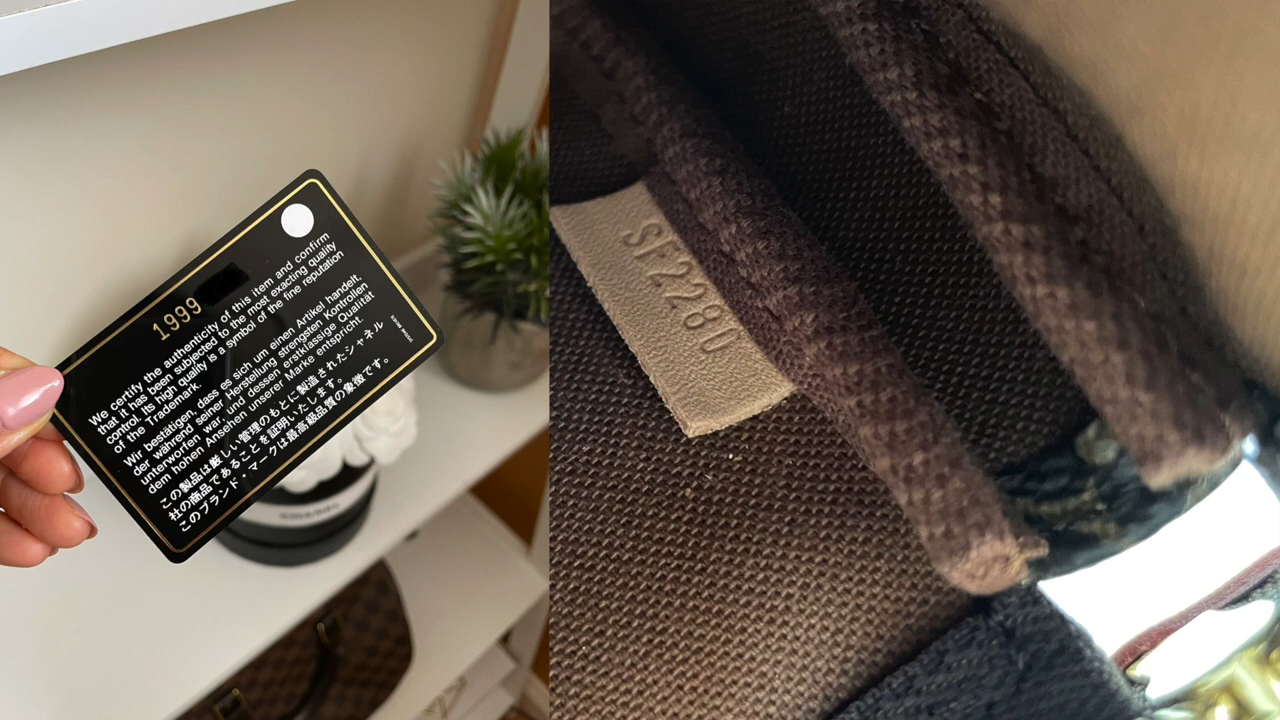 1999
We certify the authenticity of this item and confirm
that it has been subjected to the most exacting quality
control. Its high quality is a symbol of the fine reputation
of the Trademark.
Wir bestätigen, dass es sich um einen Artikel handelt,
der während seiner Herstellung strengsten Kontrollen
unterworfen war, und dessen erstklassige Qualität
dem hohen Ansehen unserer Marke entspricht.
この製品は厳しい管理のもとに製造されたシャネル
社の商品であることを証明いたします。
このブランド・マークは最高級品質の象徴です。
CHANEL
SF2280